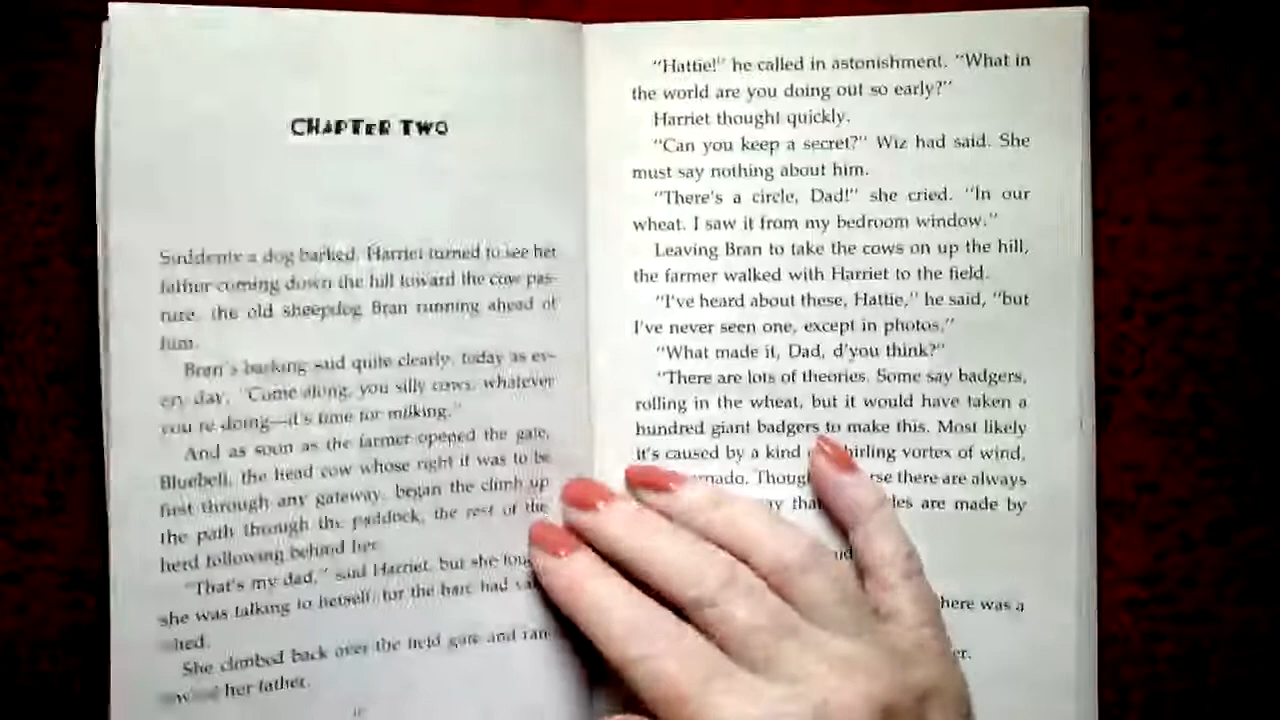 CHAPTER TWO
Suddenly a dog barked. Harriet turned to see her
father coming down the hill toward the cow pas-
ture, the old sheepdog Bran running ahead of
him.
Bran's barking said quite clearly, today as ev-
ery day, "Come along, you silly cows, whatever
you're doing—it's time for milking."
And as soon as the farmer opened the gate,
Bluebell, the head cow whose right it was to be
first through any gateway, began the climb up
the path through the paddock, the rest of the
herd following behind her.
"That's my dad," said Harriet, but she
she was talking to herself, for the hare had
She climbed back over the field gate and ran
her father.
"Hattie!" he called in astonishment. "What in
the world are you doing out so early?"
Harriet thought quickly.
"Can you keep a secret?" Wiz had said. She
must say nothing about him.
"There's a circle, Dad!" she cried. "In our
wheat. I saw it from my bedroom window."
Leaving Bran to take the cows on up the hill,
the farmer walked with Harriet to the field.
"I've heard about these, Hattie," he said, "but
I've never seen one, except in photos."
"What made it, Dad, d'you think?"
"There are lots of theories. Some say badgers,
rolling in the wheat, but it would have taken a
hundred giant badgers to make this. Most likely
it's caused by a kind vortex of wind,
there are always
are made by
here was a